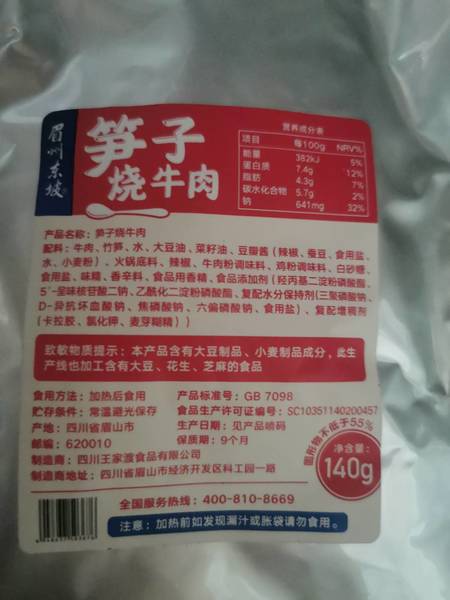 眉州东坡
笋子
烧牛肉
营养成分表
项目 每100g NRV%
能量 382kJ 5%
蛋白质 7.4g 12%
脂肪 4.3g 7%
碳水化合物 5.7g 2%
钠 641mg 32%
产品名称：笋子烧牛肉
配料：牛肉、竹笋、水、大豆油、菜籽油、豆瓣酱（辣椒、蚕豆、食用盐、
水、小麦粉）、火锅底料、辣椒、牛肉粉调味料、鸡粉调味料、白砂糖、
食用盐、味精、香辛料、食品用香精、食品添加剂（羟丙基二淀粉磷酸酯、
5'-呈味核苷酸二钠、乙酰化二淀粉磷酸酯、复配水分保持剂(三聚磷酸钠、
D-异抗坏血酸钠、焦磷酸钠、六偏磷酸钠、食用盐）、复配增稠剂
（卡拉胶、氯化钾、麦芽糊精））
致敏物质提示：本产品含有大豆制品、小麦制品成分，此生
产线也加工含有大豆、花生、芝麻的食品
食用方法：加热后食用 产品标准号：GB 7098
贮存条件：常温避光保存 食品生产许可证编号：SC10351140200457
产地：四川省眉山市 生产日期：见产品喷码
邮编：620010 保质期：9个月
制造商：四川王家渡食品有限公司
制造商地址：四川省眉山市经济开发区科工园一路
固形物不低于55%
净含量：
140g
全国服务热线：400-810-8669
注意：加热前如发现漏汁或胀袋请勿食用。